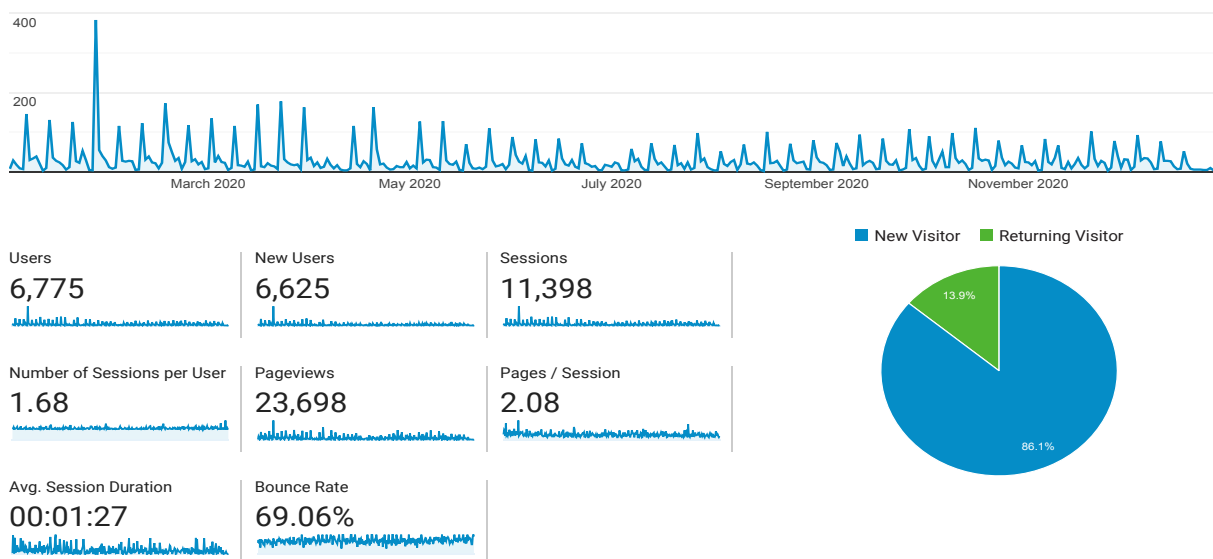 400
200
March 2020
May 2020
July 2020
September 2020
November 2020
New Visitor
Returning Visitor
Users
6,775
New Users
6,625
Sessions
11,398
Number of Sessions per User
1.68
Pageviews
23,698
Pages / Session
2.08
Avg. Session Duration
00:01:27
Bounce Rate
69.06%
13.9%
86.1%